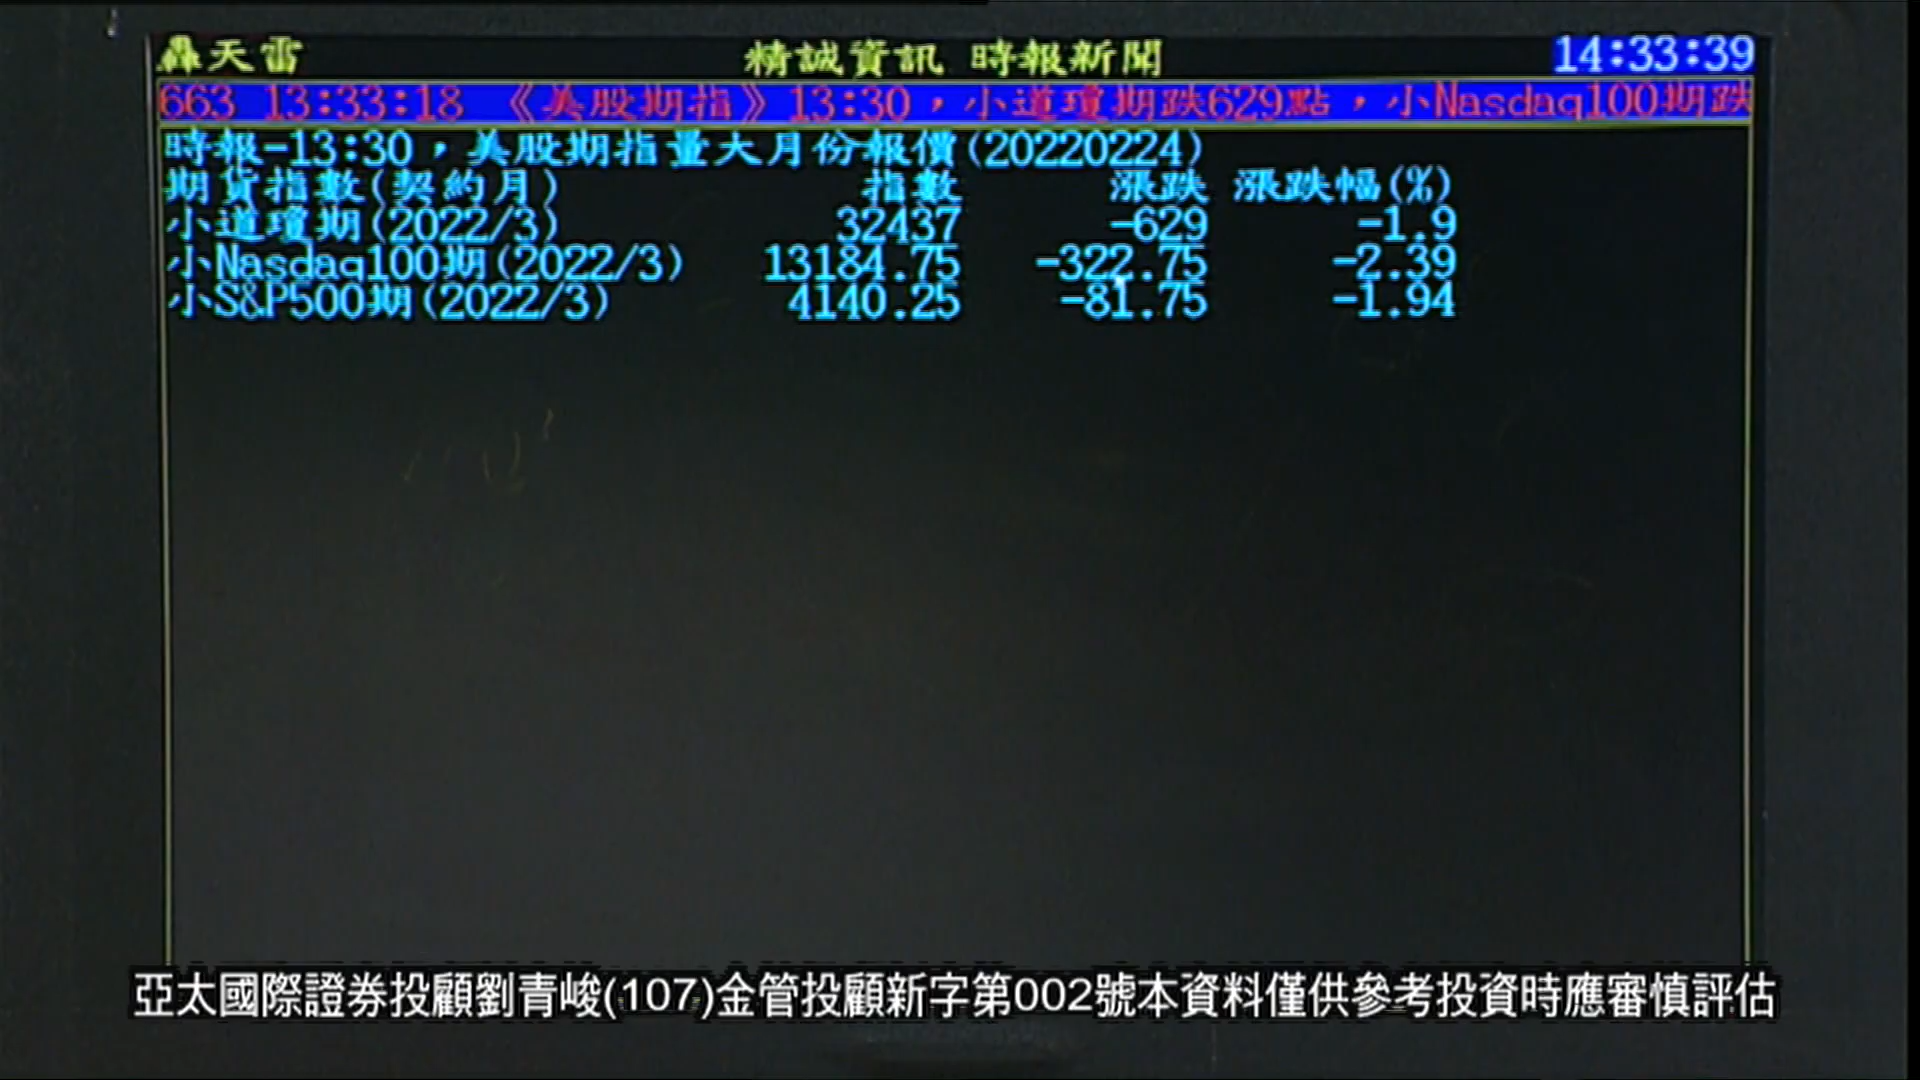 轟天雷 精誠資訊 時報新聞 14:33:39
663 13:33:18 《美股期指》13:30，小道瓊期跌629點，小Nasdaq100期跌
時報-13:30，美股期指量大月份報價(20220224)
期貨指數(契約月) 指數 漲跌 漲跌幅(%)
小道瓊期(2022/3) 32437 -629 -1.9
小Nasdaq100期(2022/3) 13184.75 -322.75 -2.39
小S&P500期(2022/3) 4140.25 -81.75 -1.94
亞太國際證券投顧劉青峻(107)金管投顧新字第002號本資料僅供參考投資時應審慎評估